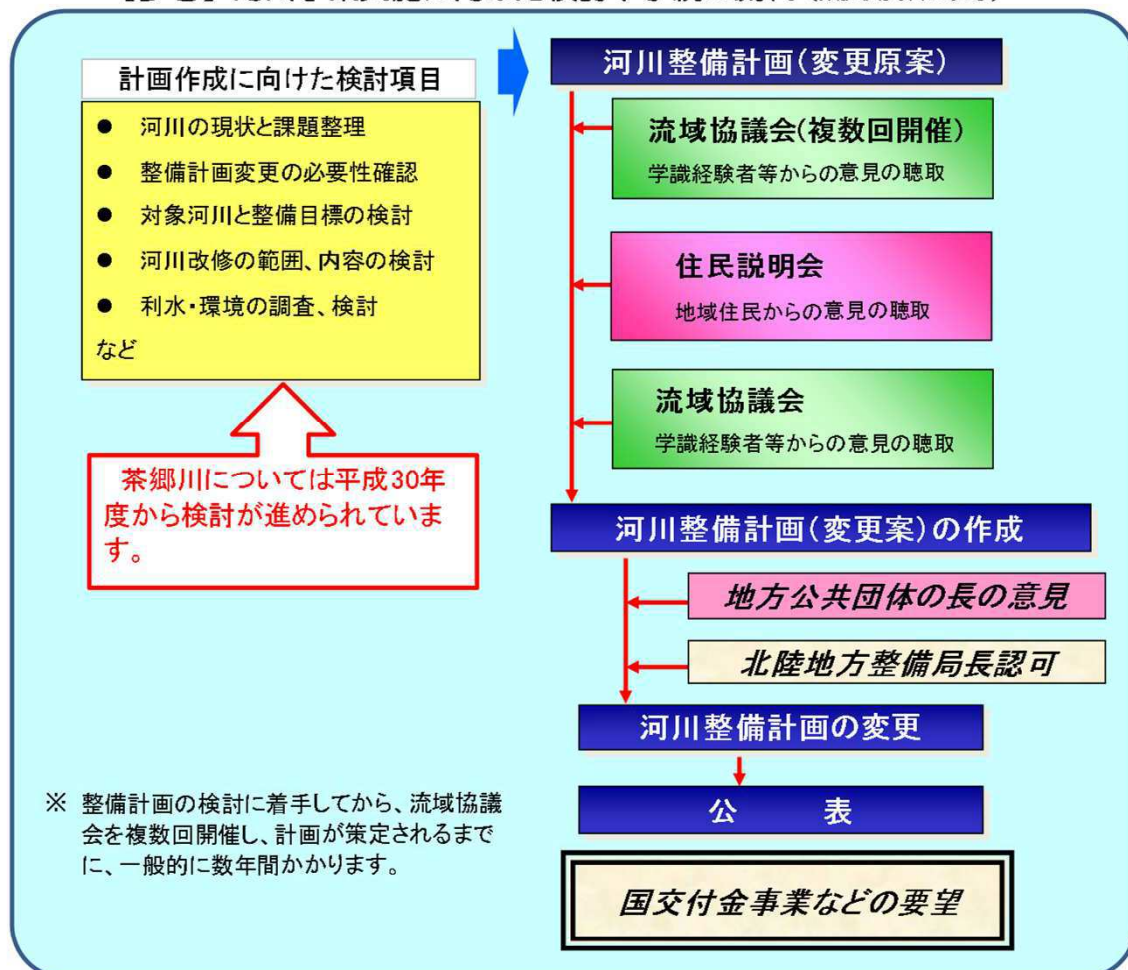 計画作成に向けた検討項目
● 河川の現状と課題整理
● 整備計画変更の必要性確認
● 対象河川と整備目標の検討
● 河川改修の範囲、内容の検討
● 利水・環境の調査、検討
など
茶郷川については平成30年
度から検討が進められていま
す。
河川整備計画(変更原案)
流域協議会(複数回開催)
学識経験者等からの意見の聴取
住民説明会
地域住民からの意見の聴取
流域協議会
学識経験者等からの意見の聴取
河川整備計画(変更案)の作成
地方公共団体の長の意見
北陸地方整備局長認可
河川整備計画の変更
公 表
国交付金事業などの要望
※ 整備計画の検討に着手してから、流域協議
会を複数回開催し、計画が策定されるまで
に、一般的に数年間かかります。